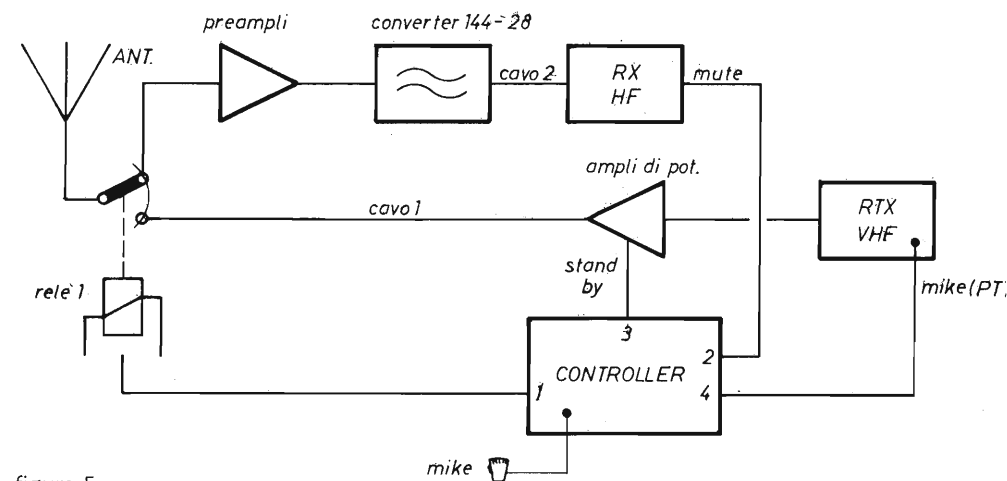 preampli
converter 144-28
ANT.
cavo 2
RX
HF
mute
ampli di pot.
cavo 1
RTX
VHF
stand
by
mike (PT
relè 1
3
2
CONTROLLER
1
4
mike